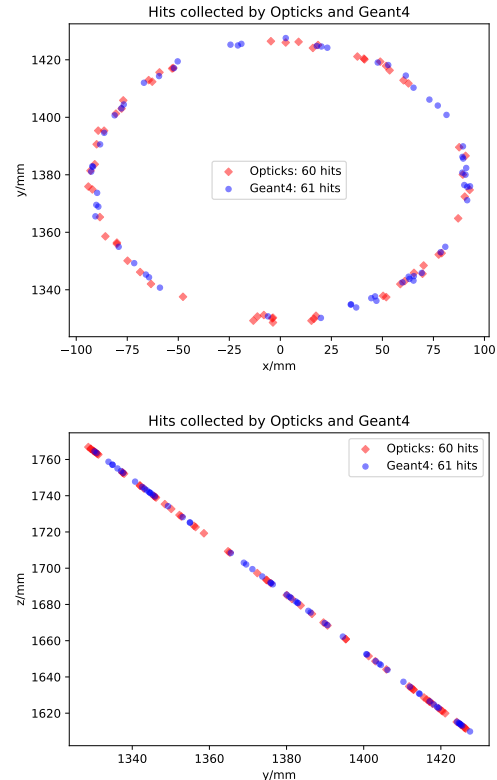 Hits collected by Opticks and Geant4
y/mm
1420
1400
1380
1360
1340
Opticks: 60 hits
Geant4: 61 hits
−100 −75 −50 −25 0 25 50 75 100
x/mm
Hits collected by Opticks and Geant4
z/mm
1760
1740
1720
1700
1680
1660
1640
1620
Opticks: 60 hits
Geant4: 61 hits
1340 1360 1380 1400 1420
y/mm